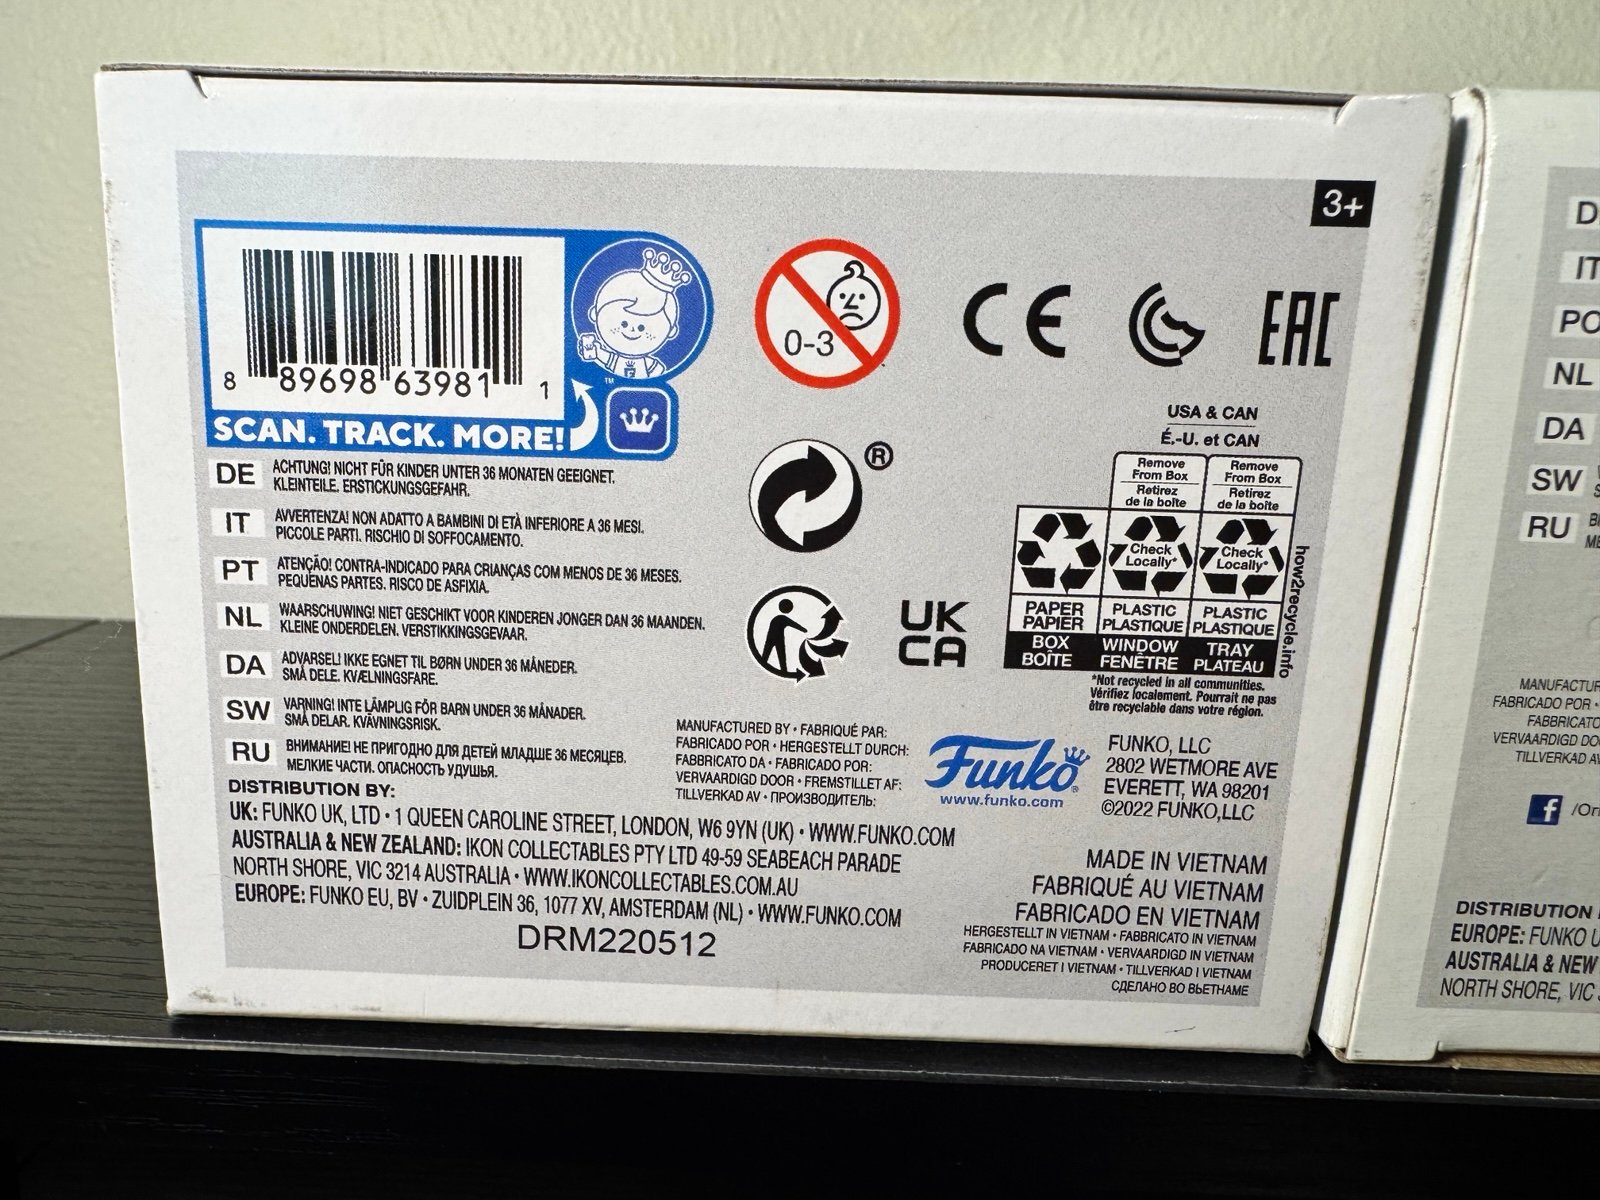 3+
8 89698 63981 1
SCAN. TRACK. MORE!
TM
0-3
CE
EAC
®
UK
CA
DE ACHTUNG! NICHT FÜR KINDER UNTER 36 MONATEN GEEIGNET.
KLEINTEILE. ERSTICKUNGSGEFAHR.
IT AVVERTENZA! NON ADATTO A BAMBINI DI ETÀ INFERIORE A 36 MESI.
PICCOLE PARTI. RISCHIO DI SOFFOCAMENTO.
PT ATENÇÃO! CONTRA-INDICADO PARA CRIANÇAS COM MENOS DE 36 MESES.
PEQUENAS PARTES. RISCO DE ASFIXIA.
NL WAARSCHUWING! NIET GESCHIKT VOOR KINDEREN JONGER DAN 36 MAANDEN.
KLEINE ONDERDELEN. VERSTIKKINGSGEVAAR.
DA ADVARSEL! IKKE EGNET TIL BØRN UNDER 36 MÅNEDER.
SMÅ DELE. KVÆLNINGSFARE.
SW VARNING! INTE LÄMPLIG FÖR BARN UNDER 36 MÅNADER.
SMÅ DELAR. KVÄVNINGSRISK.
RU ВНИМАНИЕ! НЕ ПРИГОДНО ДЛЯ ДЕТЕЙ МЛАДШЕ 36 МЕСЯЦЕВ.
МЕЛКИЕ ЧАСТИ. ОПАСНОСТЬ УДУШЬЯ.
USA & CAN
É.-U. et CAN
Remove From Box Retirez de la boîte
Remove From Box Retirez de la boîte
Check Locally*
Check Locally*
PAPER PAPIER
PLASTIC PLASTIQUE
PLASTIC PLASTIQUE
BOX BOÎTE
WINDOW FENÊTRE
TRAY PLATEAU
how2recycle.info
*Not recycled in all communities.
Vérifiez localement. Pourrait ne pas
être recyclable dans votre région.
MANUFACTURED BY • FABRIQUÉ PAR:
FABRICADO POR • HERGESTELLT DURCH:
FABBRICATO DA • FABRICADO POR:
VERVAARDIGD DOOR • FREMSTILLET AF:
TILLVERKAD AV • ПРОИЗВОДИТЕЛЬ:
Funko®
www.funko.com
FUNKO, LLC
2802 WETMORE AVE
EVERETT, WA 98201
©2022 FUNKO,LLC
DISTRIBUTION BY:
UK: FUNKO UK, LTD • 1 QUEEN CAROLINE STREET, LONDON, W6 9YN (UK) • WWW.FUNKO.COM
AUSTRALIA & NEW ZEALAND: IKON COLLECTABLES PTY LTD 49-59 SEABEACH PARADE
NORTH SHORE, VIC 3214 AUSTRALIA • WWW.IKONCOLLECTABLES.COM.AU
EUROPE: FUNKO EU, BV • ZUIDPLEIN 36, 1077 XV, AMSTERDAM (NL) • WWW.FUNKO.COM
DRM220512
MADE IN VIETNAM
FABRIQUÉ AU VIETNAM
FABRICADO EN VIETNAM
HERGESTELLT IN VIETNAM • FABBRICATO IN VIETNAM
FABRICADO NA VIETNAM • VERVAARDIGD IN VIETNAM
PRODUCERET I VIETNAM • TILLVERKAD I VIETNAM
СДЕЛАНО ВО ВЬЕТНАМЕ
IT
PO
NL
DA
SW
RU
FABRICADO POR •
FABBRICATO
VERVAARDIGD
TILLVERKAD
f
DISTRIBUTION
EUROPE: FUNKO
AUSTRALIA & NEW
NORTH SHORE, VIC